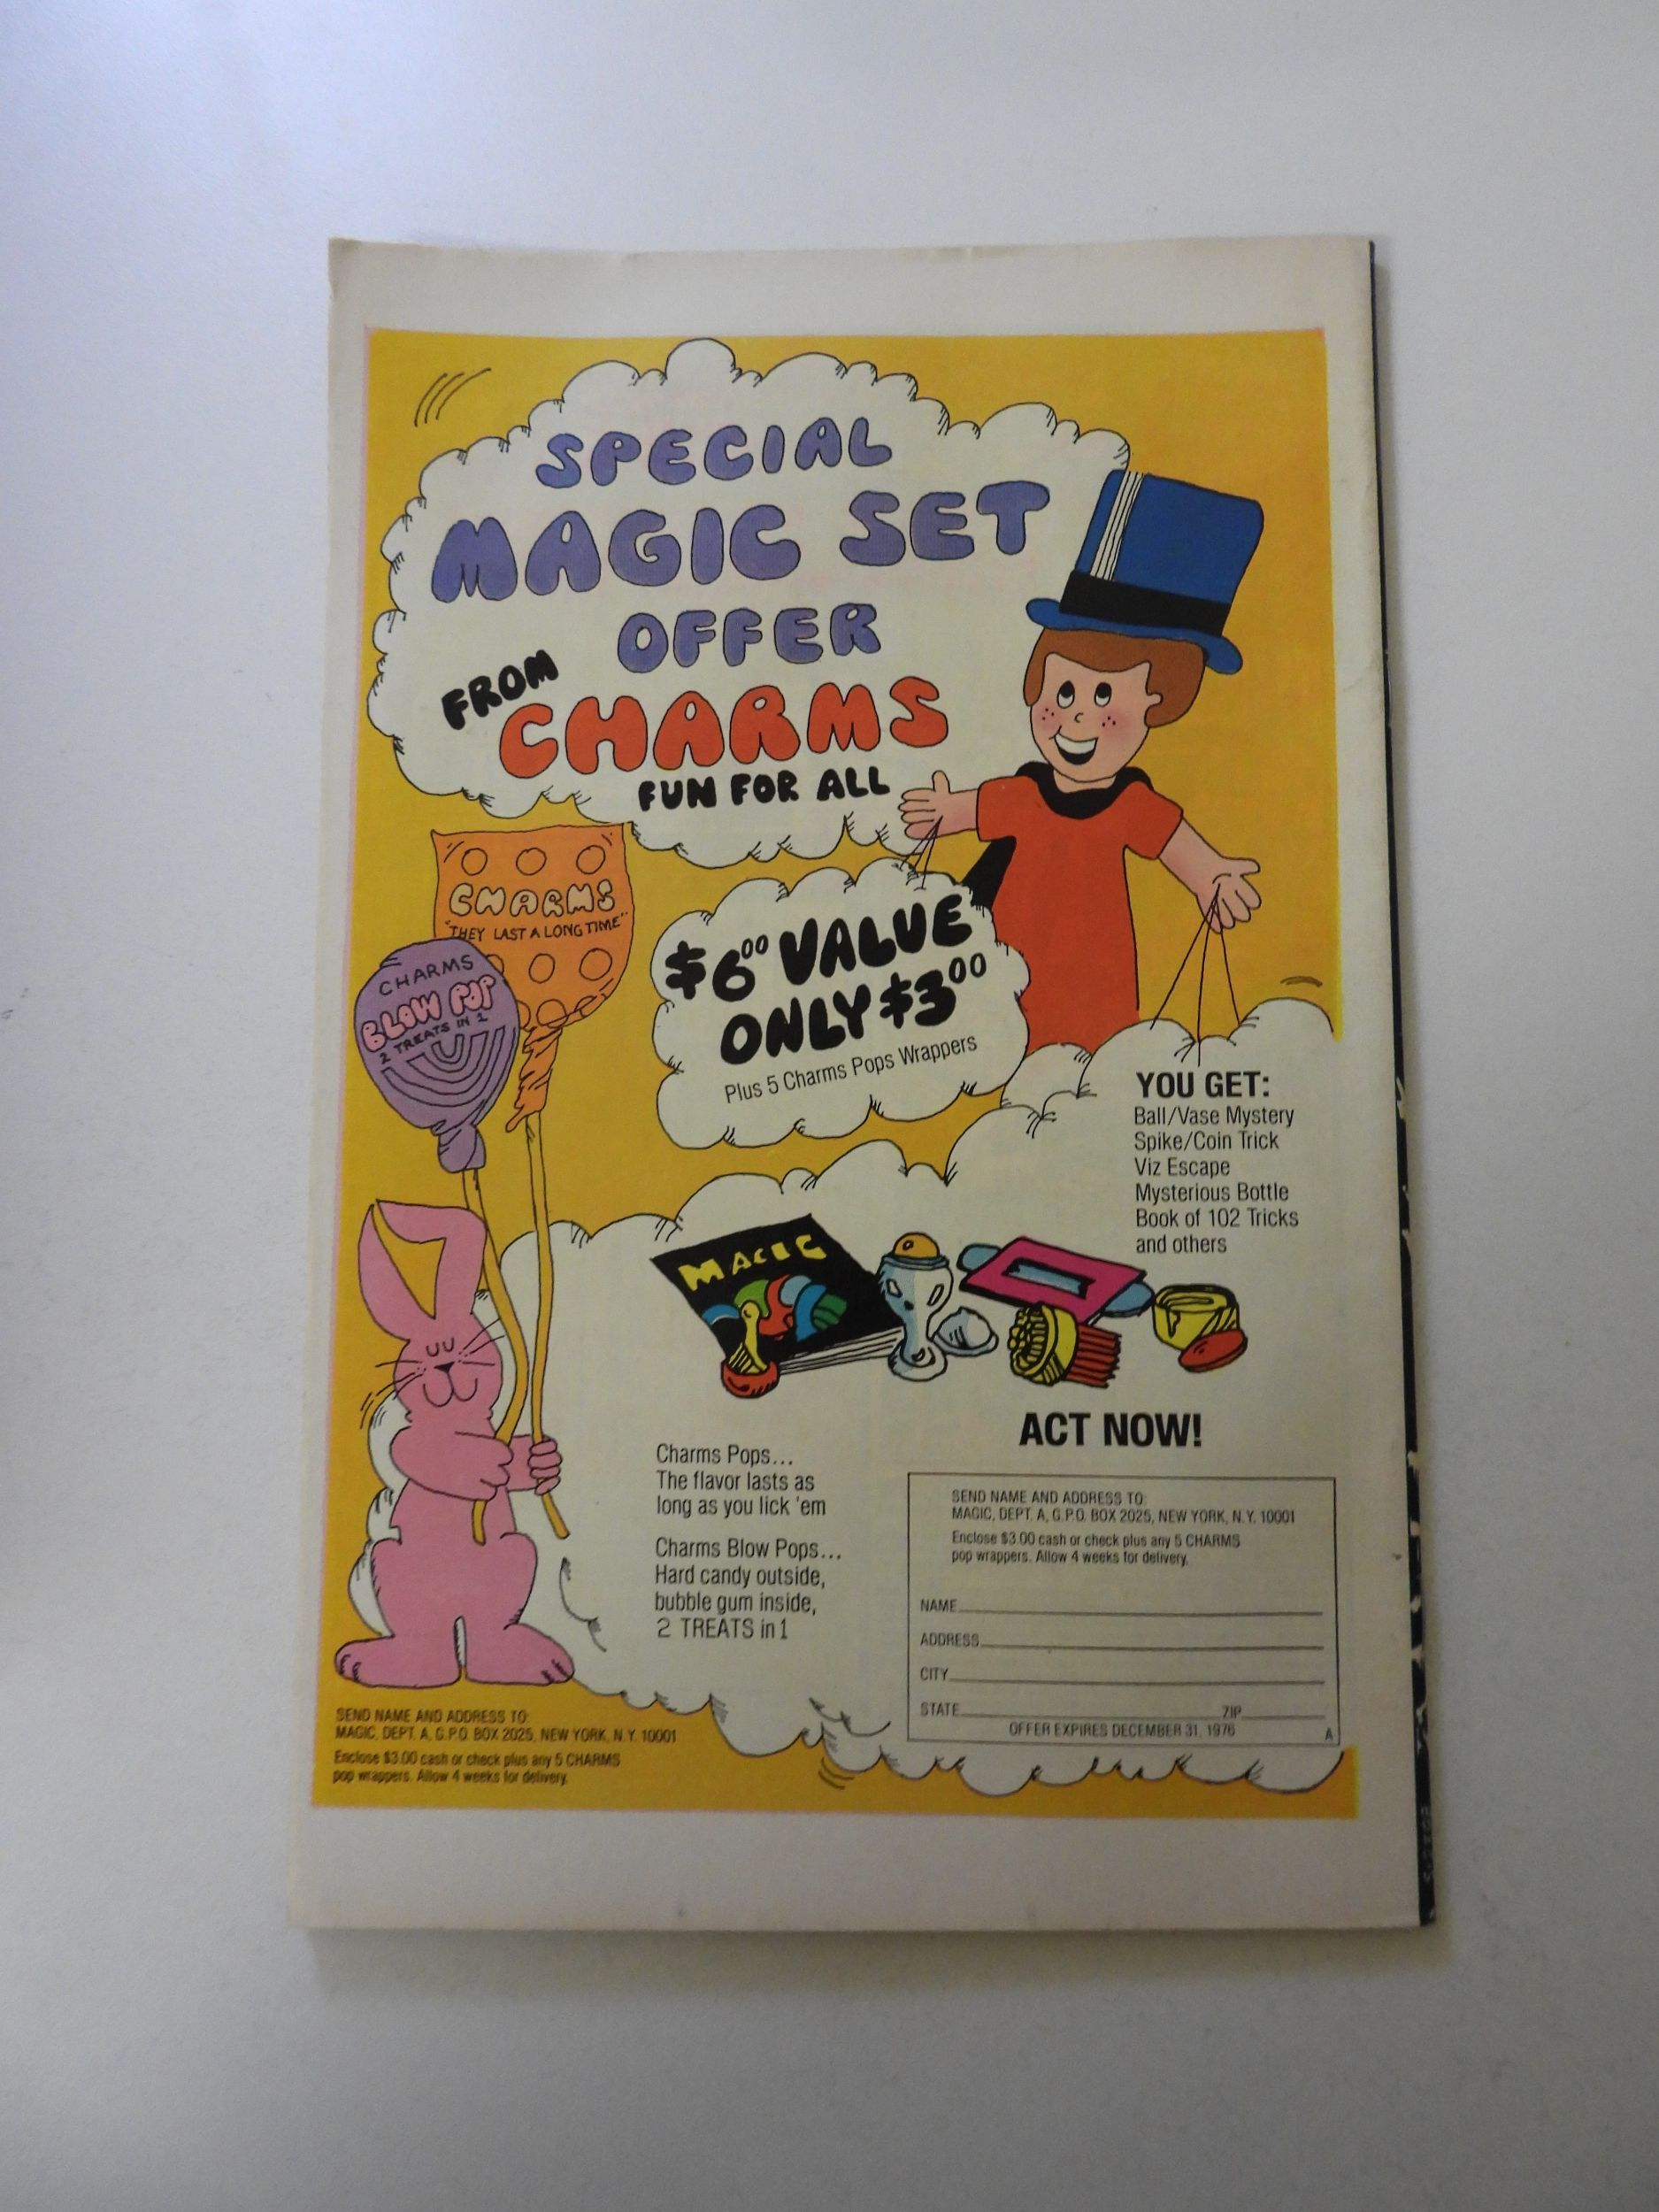 SPECIAL
MAGIC SET
OFFER
FROM
CHARMS
FUN FOR ALL
CHARMS
"THEY LAST A LONG TIME"
CHARMS
BLOW POP
2 TREATS IN 1
$6.00 VALUE
ONLY $3.00
Plus 5 Charms Pops Wrappers
YOU GET:
Ball/Vase Mystery
Spike/Coin Trick
Viz Escape
Mysterious Bottle
Book of 102 Tricks
and others
MAGIC
ACT NOW!
Charms Pops...
The flavor lasts as
long as you lick 'em
Charms Blow Pops...
Hard candy outside,
bubble gum inside,
2 TREATS in 1
SEND NAME AND ADDRESS TO:
MAGIC, DEPT. A, G.P.O. BOX 2025, NEW YORK, N.Y. 10001
Enclose $3.00 cash or check plus any 5 CHARMS
pop wrappers. Allow 4 weeks for delivery.
NAME
ADDRESS
CITY
STATE ZIP
OFFER EXPIRES DECEMBER 31, 1976
A
SEND NAME AND ADDRESS TO:
MAGIC, DEPT. A, G.P.O. BOX 2025, NEW YORK, N.Y. 10001
Enclose $3.00 cash or check plus any 5 CHARMS
pop wrappers. Allow 4 weeks for delivery.